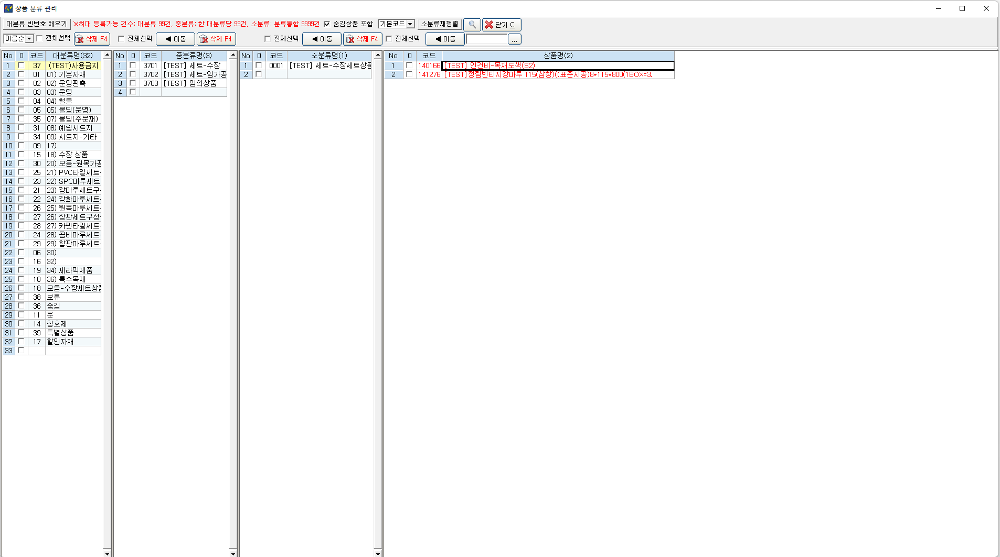 상품 분류 관리
대분류 빈번호 채우기 ※최대 등록가능 건수: 대분류 99건, 중분류: 한 대분류당 99건, 소분류: 분류통합 9999건 숨김상품 포함 기본코드 소분류재정렬 닫기 C
이름순 전체선택 삭제 F4 전체선택 ◀ 이동 삭제 F4 전체선택 ◀ 이동 삭제 F4 전체선택 ◀ 이동 ...
No 0 코드 대분류명(32)
1 37 (TEST)사용금지
2 01 01) 기본자재
3 02 02) 운영판촉
4 03 03) 운영
5 04 04) 철물
6 05 05) 몰딩(운영)
7 35 07) 몰딩(주문재)
8 31 08) 예림시트지
9 34 09) 시트지-기타
10 09 17)
11 15 18) 수장 상품
12 30 20) 모듬-원목가공
13 25 21) PVC타일세트
14 23 22) SPC마루세트
15 21 23) 강마루세트구
16 22 24) 강화마루세트
17 26 25) 원목마루세트
18 27 26) 장판세트구성
19 28 27) 카펫타일세트
20 24 28) 콤비마루세트
21 29 29) 합판마루세트
22 06 30)
23 16 32)
24 19 34) 세라믹제품
25 10 36) 특수목재
26 18 모듬-수장세트상품
27 38 보류
28 36 숨김
29 11 운
30 14 창호제
31 39 특별상품
32 17 할인자재
33
No 0 코드 중분류명(3)
1 3701 [TEST] 세트-수장
2 3702 [TEST] 세트-임가공
3 3703 [TEST] 임의상품
4
No 0 코드 소분류명(1)
1 0001 [TEST] 세트-수장세트상품
2
No 0 코드 상품명(2)
1 140166 [TEST] 인건비-목재도색(S2)
2 141276 [TEST]정림빈티지강마루 115(삼창)((표준시공)8*115*800(1BOX=3.